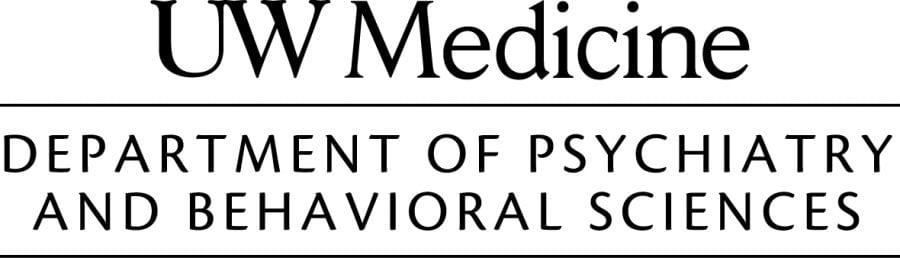 UW Medicine
DEPARTMENT OF PSYCHIATRY
AND BEHAVIORAL SCIENCES